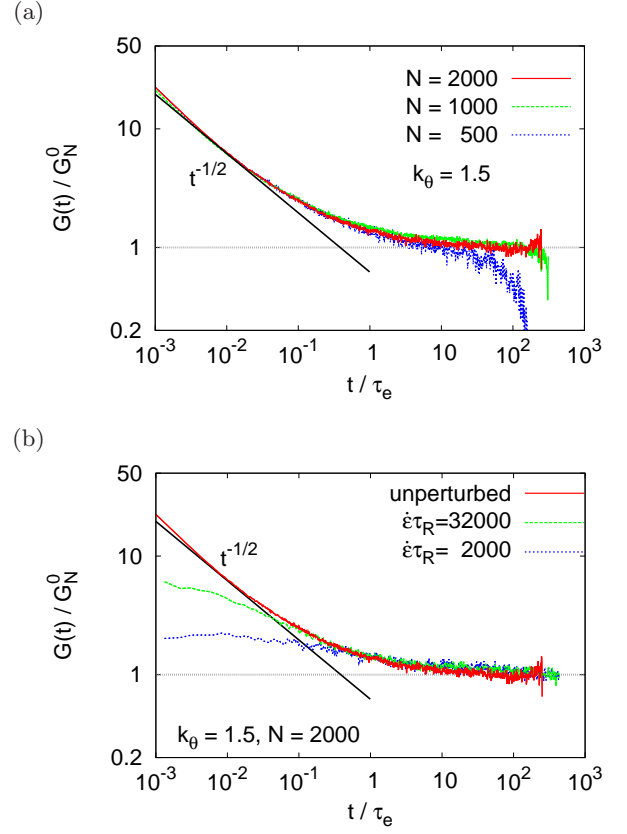 (a)
50
10
1
0.2
G(t) / G_N^0
t^-1/2
N = 2000
N = 1000
N = 500
k_θ = 1.5
10^-3 10^-2 10^-1 1 10 10^2 10^3
t / τ_e
(b)
50
10
1
0.2
G(t) / G_N^0
t^-1/2
unperturbed
ε̇τ_R=32000
ε̇τ_R= 2000
k_θ = 1.5, N = 2000
10^-3 10^-2 10^-1 1 10 10^2 10^3
t / τ_e